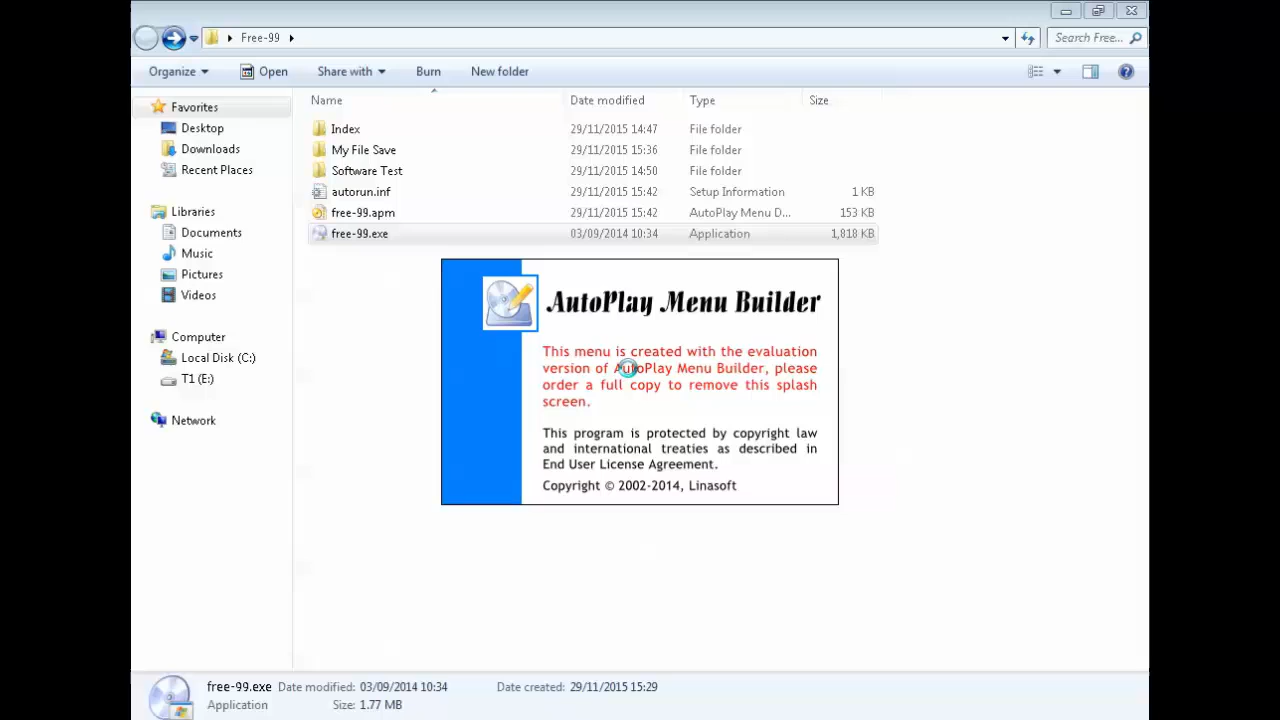 Free-99
Search Free...
Organize Open Share with Burn New folder
Name Date modified Type Size
Favorites
Desktop
Downloads
Recent Places
Libraries
Documents
Music
Pictures
Videos
Computer
Local Disk (C:)
T1 (E:)
Network
Index 29/11/2015 14:47 File folder
My File Save 29/11/2015 15:36 File folder
Software Test 29/11/2015 14:50 File folder
autorun.inf 29/11/2015 15:42 Setup Information 1 KB
free-99.apm 29/11/2015 15:42 AutoPlay Menu D... 153 KB
free-99.exe 03/09/2014 10:34 Application 1,818 KB
AutoPlay Menu Builder
This menu is created with the evaluation
version of AutoPlay Menu Builder, please
order a full copy to remove this splash
screen.
This program is protected by copyright law
and international treaties as described in
End User License Agreement.
Copyright © 2002-2014, Linasoft
free-99.exe Date modified: 03/09/2014 10:34 Date created: 29/11/2015 15:29
Application Size: 1.77 MB